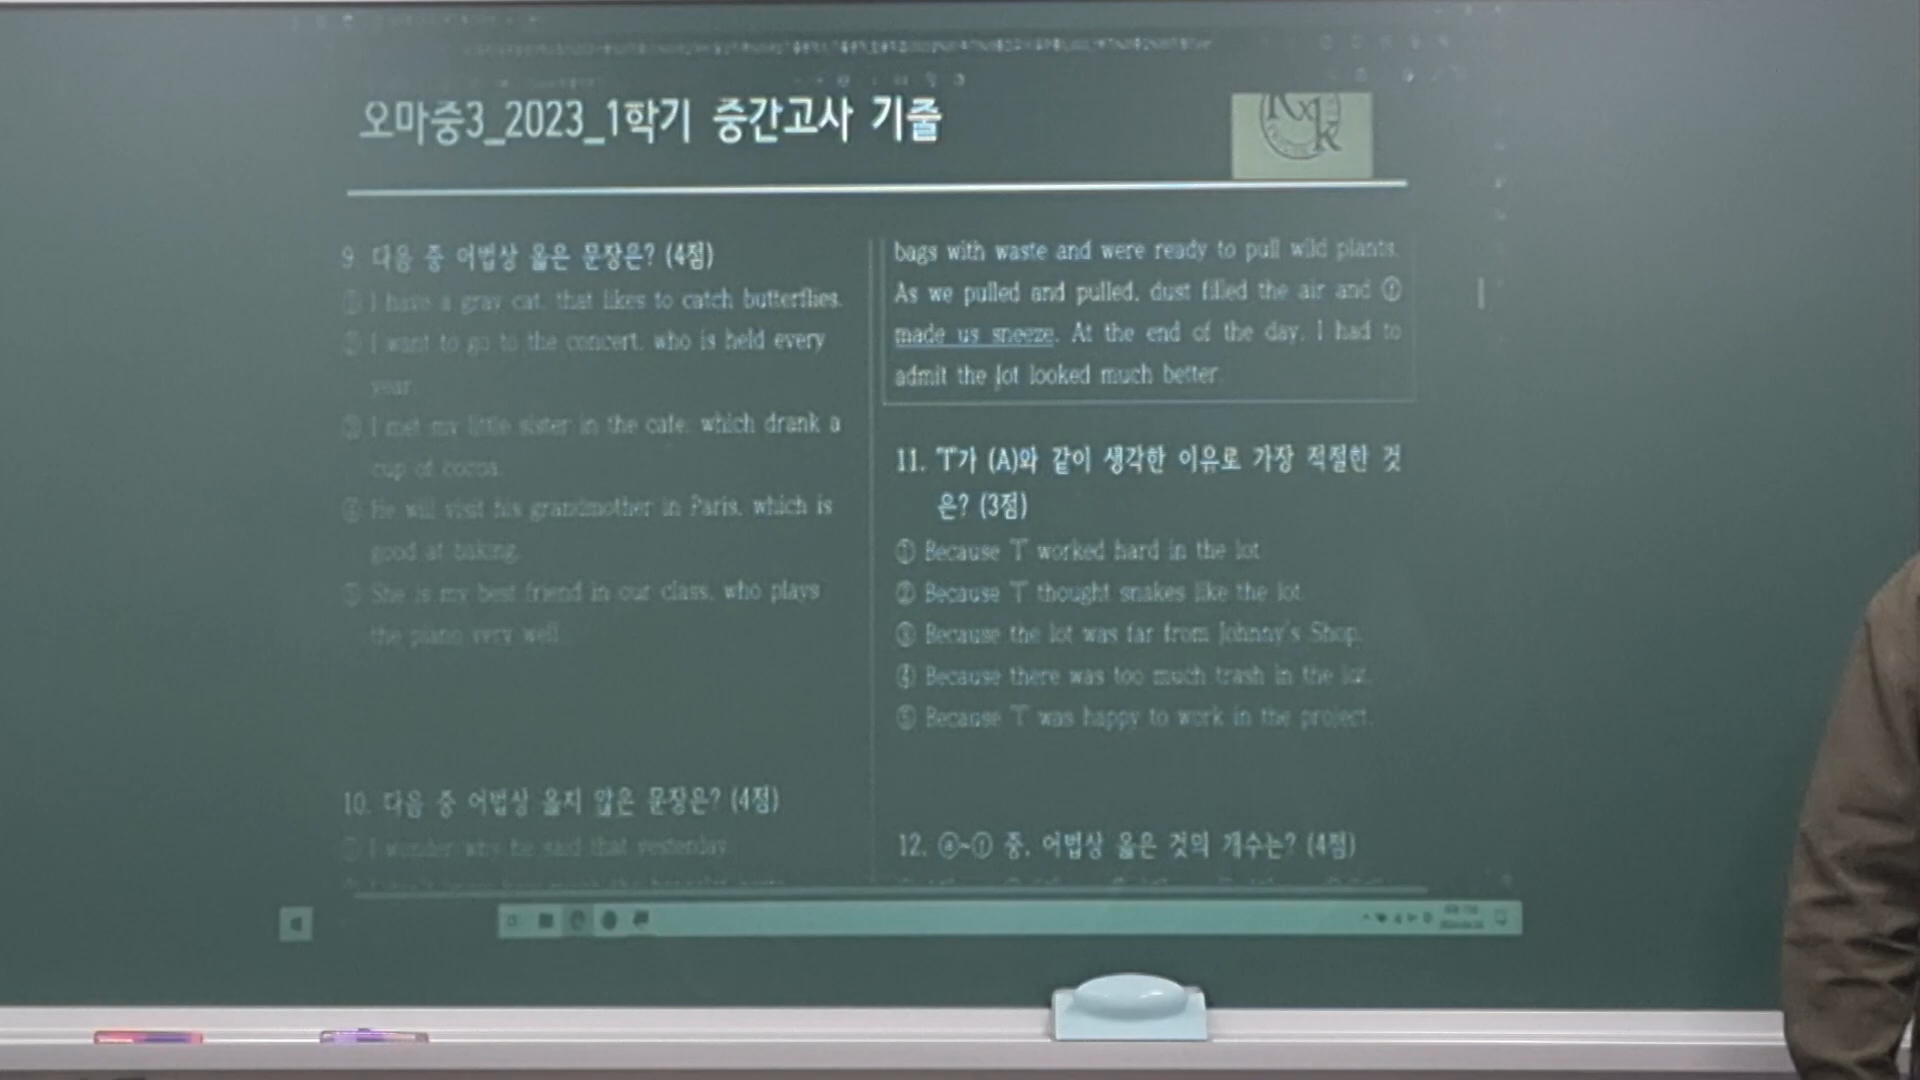 오마중3_2023_1학기 중간고사 기출
9 다음 중 어법상 옳은 문장은? (4점)
① I have a gray cat, that likes to catch butterflies.
② I want to go to the concert, who is held every
year.
③ I met my little sister in the cafe, which drank a
cup of cocoa.
④ He will visit his grandmother in Paris, which is
good at baking.
⑤ She is my best friend in our class, who plays
the piano very well.
10. 다음 중 어법상 옳지 않은 문장은? (4점)
① I wonder why he said that yesterday.
bags with waste and were ready to pull wild plants.
As we pulled and pulled, dust filled the air and ⓕ
made us sneeze. At the end of the day, I had to
admit the lot looked much better.
11. 'I'가 (A)와 같이 생각한 이유로 가장 적절한 것
은? (3점)
① Because 'I' worked hard in the lot.
② Because 'I' thought snakes like the lot.
③ Because the lot was far from Johnny's Shop.
④ Because there was too much trash in the lot.
⑤ Because 'I' was happy to work in the project.
12. ⓐ~ⓕ 중, 어법상 옳은 것의 개수는? (4점)